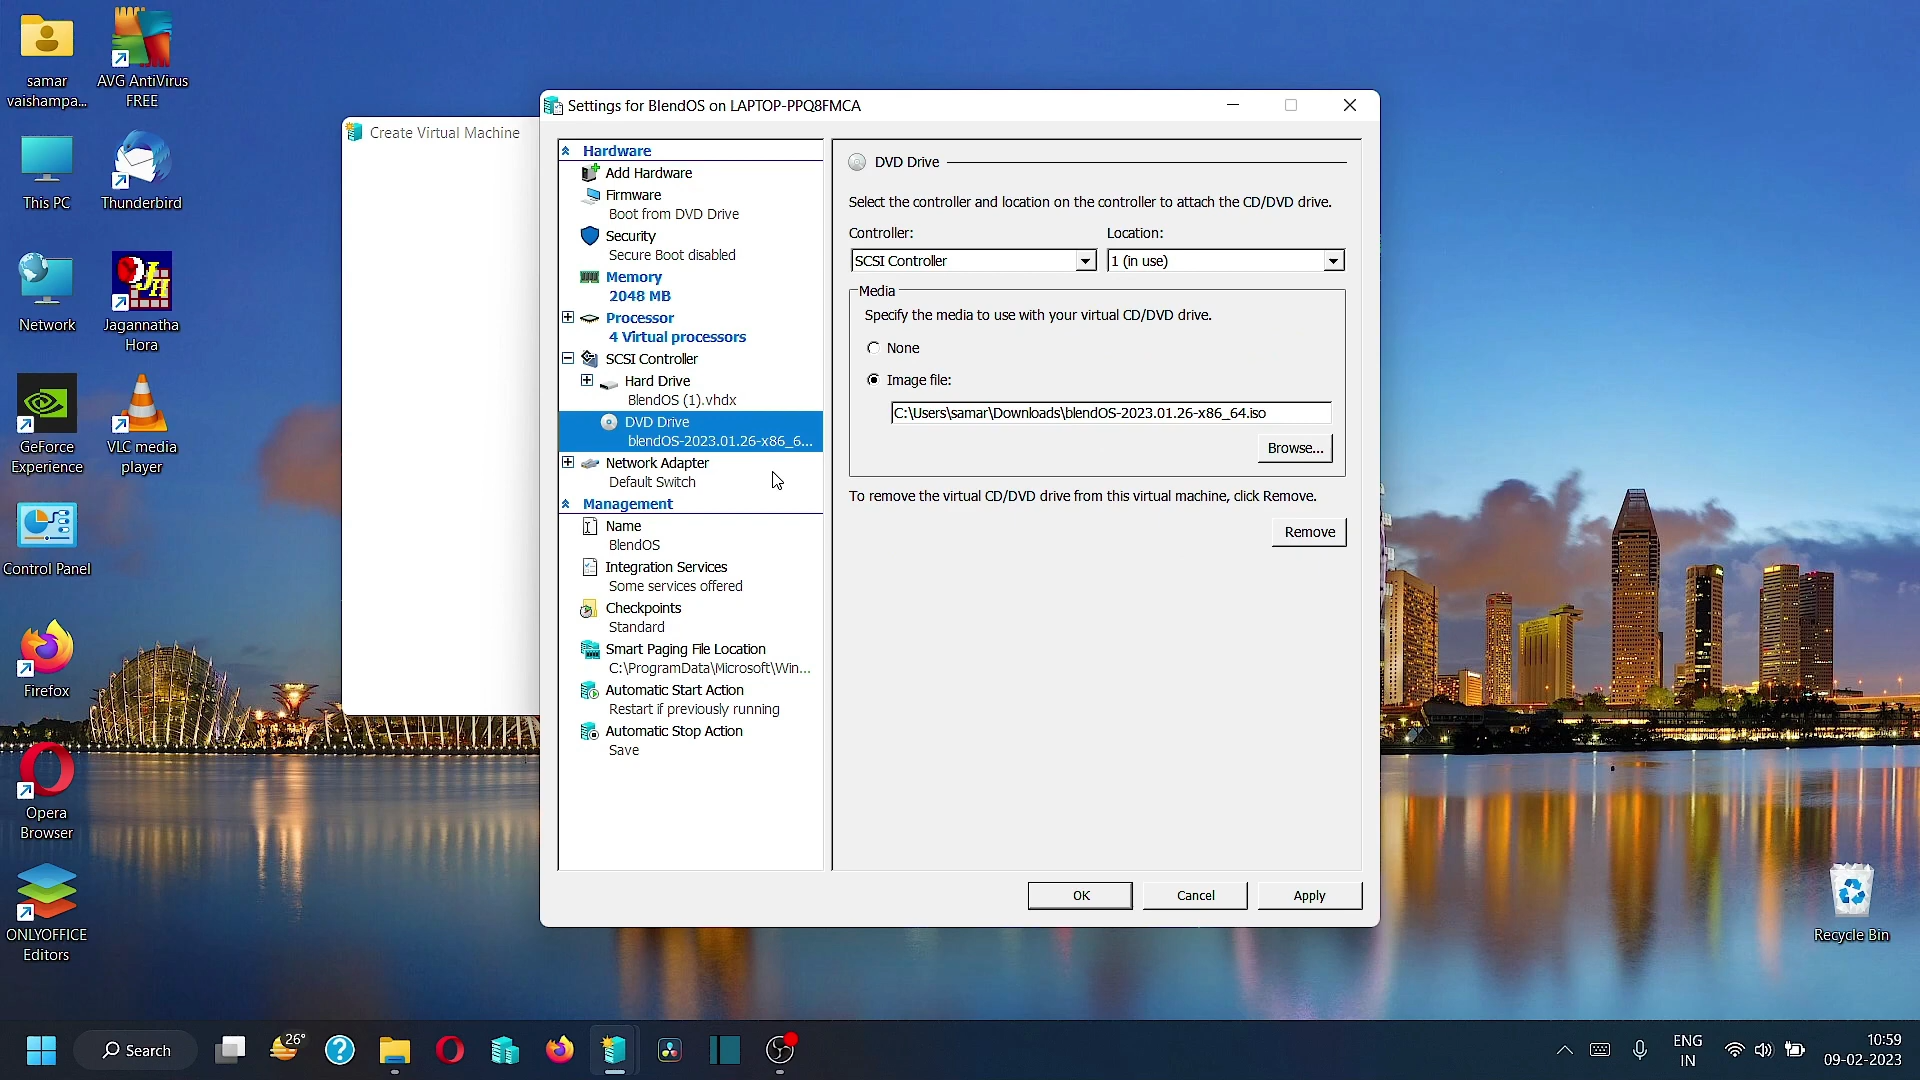 samar
vaishampa...
AVG AntiVirus
FREE
This PC
Thunderbird
Network
Jagannatha
Hora
GeForce
Experience
VLC media
player
Control Panel
Firefox
Opera
Browser
ONLYOFFICE
Editors
Recycle Bin
Create Virtual Machine
Settings for BlendOS on LAPTOP-PPQ8FMCA
Hardware
Add Hardware
Firmware
Boot from DVD Drive
Security
Secure Boot disabled
Memory
2048 MB
Processor
4 Virtual processors
SCSI Controller
Hard Drive
BlendOS (1).vhdx
DVD Drive
blendOS-2023.01.26-x86_6...
Network Adapter
Default Switch
Management
Name
BlendOS
Integration Services
Some services offered
Checkpoints
Standard
Smart Paging File Location
C:\ProgramData\Microsoft\Win...
Automatic Start Action
Restart if previously running
Automatic Stop Action
Save
DVD Drive
Select the controller and location on the controller to attach the CD/DVD drive.
Controller: Location:
SCSI Controller 1 (in use)
Media
Specify the media to use with your virtual CD/DVD drive.
None
Image file:
C:\Users\samar\Downloads\blendOS-2023.01.26-x86_64.iso
Browse...
To remove the virtual CD/DVD drive from this virtual machine, click Remove.
Remove
OK Cancel Apply
Search
26°
ENG
IN
10:59
09-02-2023